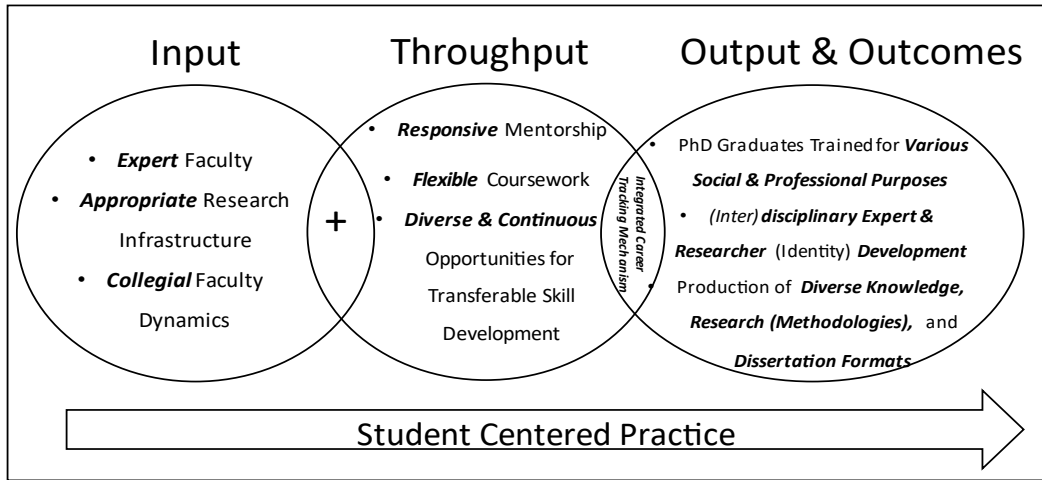 Input
• Expert Faculty
• Appropriate Research
Infrastructure
• Collegial Faculty
Dynamics
+
Throughput
• Responsive Mentorship
• Flexible Coursework
• Diverse & Continuous
Opportunities for
Transferable Skill
Development
Integrated Career
Tracking Mechanism
Output & Outcomes
• PhD Graduates Trained for Various
Social & Professional Purposes
• (Inter)disciplinary Expert &
Researcher (Identity) Development
• Production of Diverse Knowledge,
Research (Methodologies), and
Dissertation Formats
Student Centered Practice